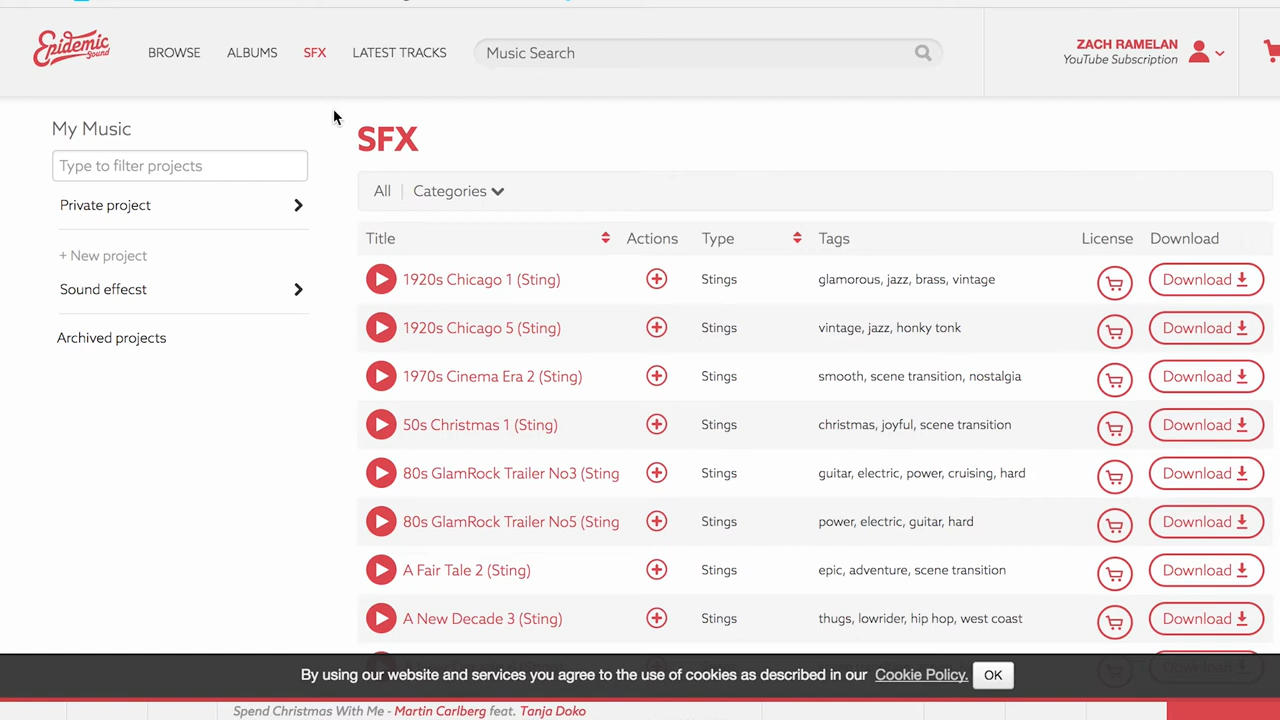 Epidemic Sound
BROWSE ALBUMS SFX LATEST TRACKS Music Search
ZACH RAMELAN
YouTube Subscription
My Music
Type to filter projects
Private project
+ New project
Sound effecst
Archived projects
SFX
All | Categories
Title Actions Type Tags License Download
1920s Chicago 1 (Sting) Stings glamorous, jazz, brass, vintage Download
1920s Chicago 5 (Sting) Stings vintage, jazz, honky tonk Download
1970s Cinema Era 2 (Sting) Stings smooth, scene transition, nostalgia Download
50s Christmas 1 (Sting) Stings christmas, joyful, scene transition Download
80s GlamRock Trailer No3 (Sting Stings guitar, electric, power, cruising, hard Download
80s GlamRock Trailer No5 (Sting Stings power, electric, guitar, hard Download
A Fair Tale 2 (Sting) Stings epic, adventure, scene transition Download
A New Decade 3 (Sting) Stings thugs, lowrider, hip hop, west coast Download
By using our website and services you agree to the use of cookies as described in our Cookie Policy. OK
Spend Christmas With Me - Martin Carlberg feat. Tanja Doko